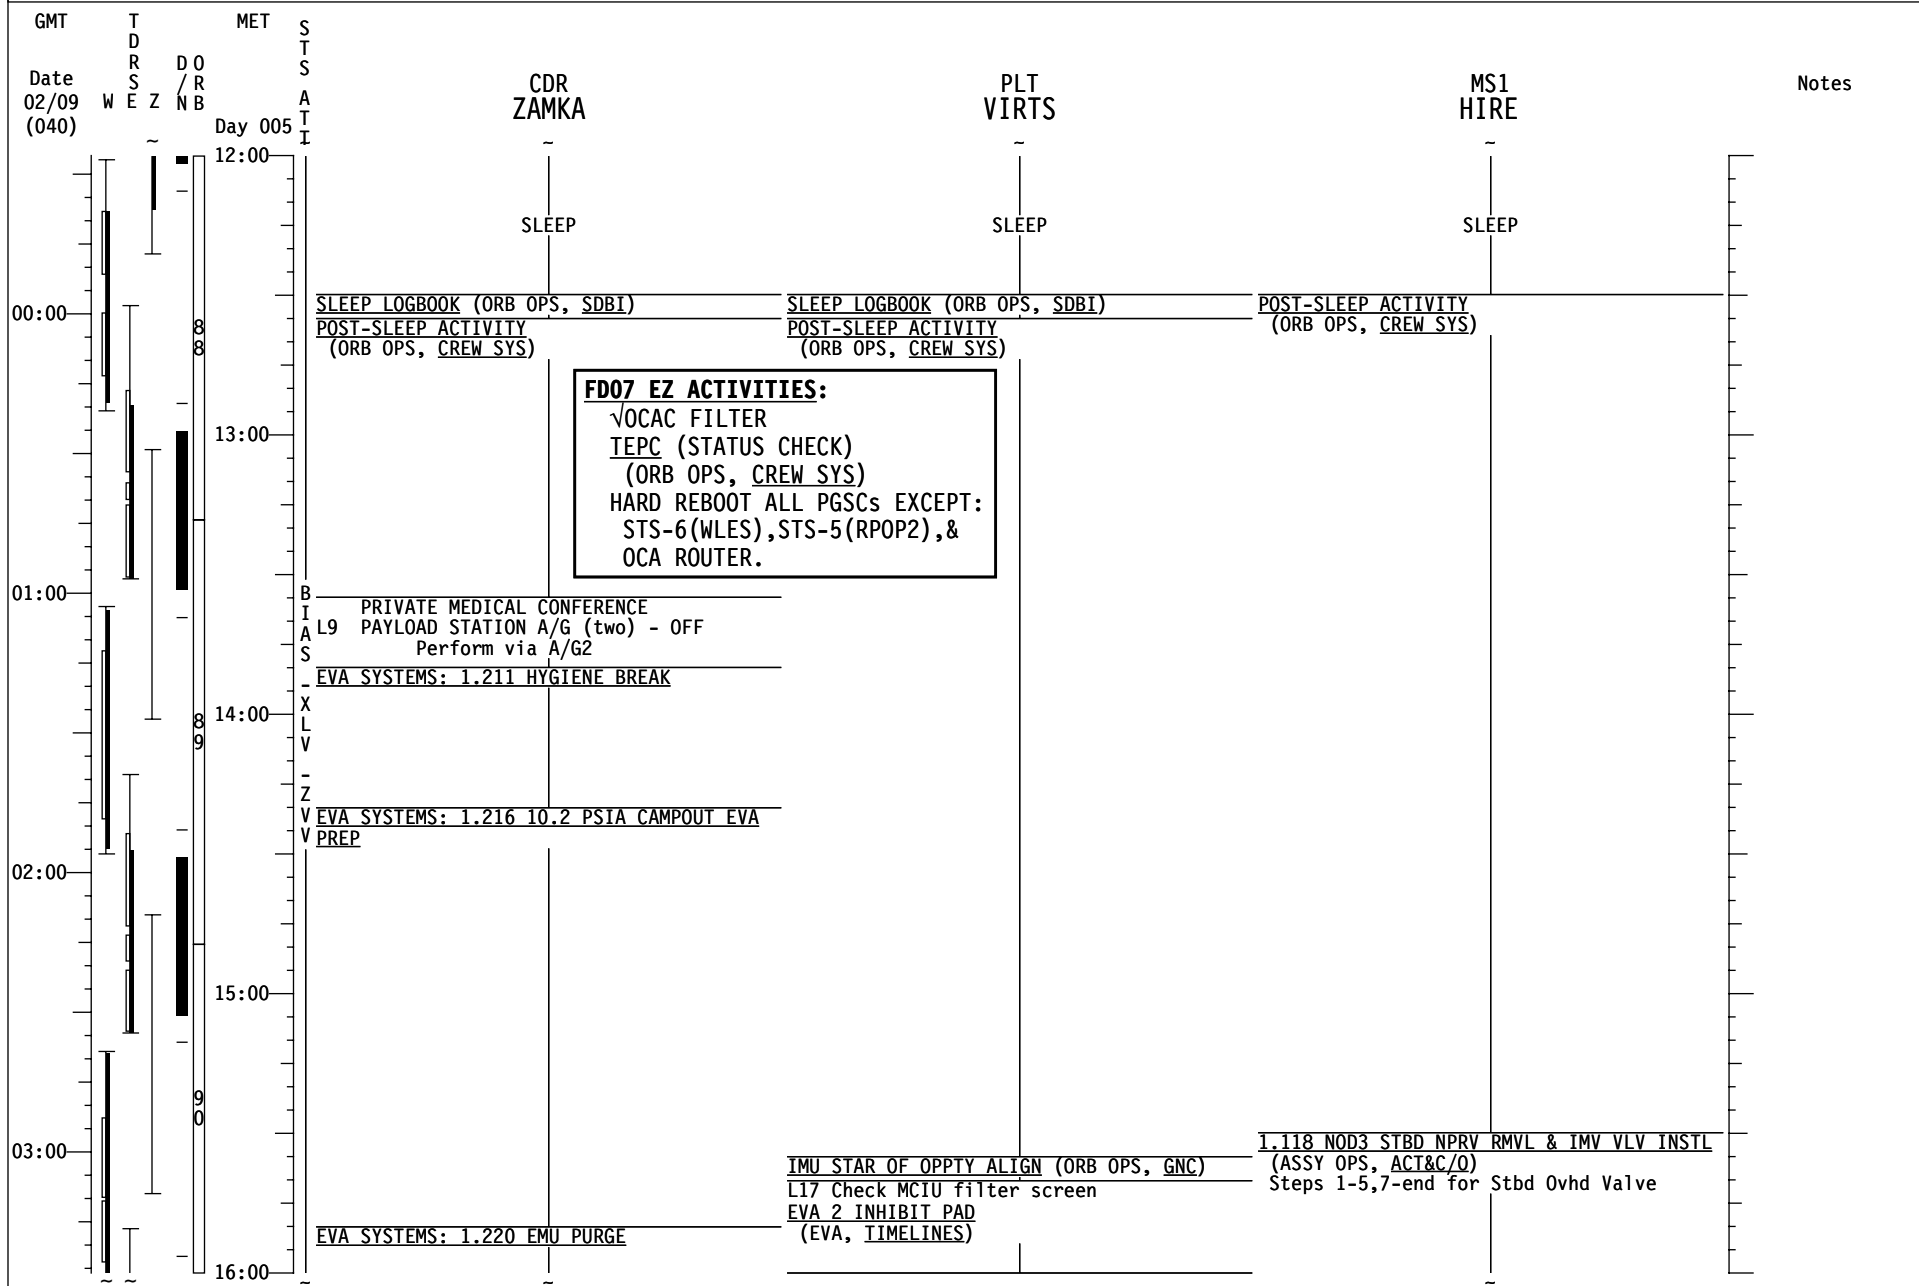 GMT
TDRSE
MET
STS ATT
D/N
ORB
Date
02/09
(040)
W E Z
Day 005
CDR
ZAMKA
PLT
VIRTS
MS1
HIRE
Notes
~ ~ ~ ~
12:00
SLEEP
SLEEP
SLEEP
SLEEP LOGBOOK (ORB OPS, SDBI)
SLEEP LOGBOOK (ORB OPS, SDBI)
POST-SLEEP ACTIVITY
(ORB OPS, CREW SYS)
00:00
88
POST-SLEEP ACTIVITY
(ORB OPS, CREW SYS)
POST-SLEEP ACTIVITY
(ORB OPS, CREW SYS)
FD07 EZ ACTIVITIES:
√OCAC FILTER
TEPC (STATUS CHECK)
(ORB OPS, CREW SYS)
HARD REBOOT ALL PGSCs EXCEPT:
STS-6(WLES),STS-5(RPOP2),&
OCA ROUTER.
13:00
01:00
BIAS -XLV -ZVV
PRIVATE MEDICAL CONFERENCE
L9 PAYLOAD STATION A/G (two) - OFF
Perform via A/G2
EVA SYSTEMS: 1.211 HYGIENE BREAK
14:00
89
EVA SYSTEMS: 1.216 10.2 PSIA CAMPOUT EVA
PREP
02:00
15:00
90
03:00
1.118 NOD3 STBD NPRV RMVL & IMV VLV INSTL
(ASSY OPS, ACT&C/O)
Steps 1-5,7-end for Stbd Ovhd Valve
IMU STAR OF OPPTY ALIGN (ORB OPS, GNC)
L17 Check MCIU filter screen
EVA 2 INHIBIT PAD
(EVA, TIMELINES)
EVA SYSTEMS: 1.220 EMU PURGE
16:00
~ ~ ~ ~ ~